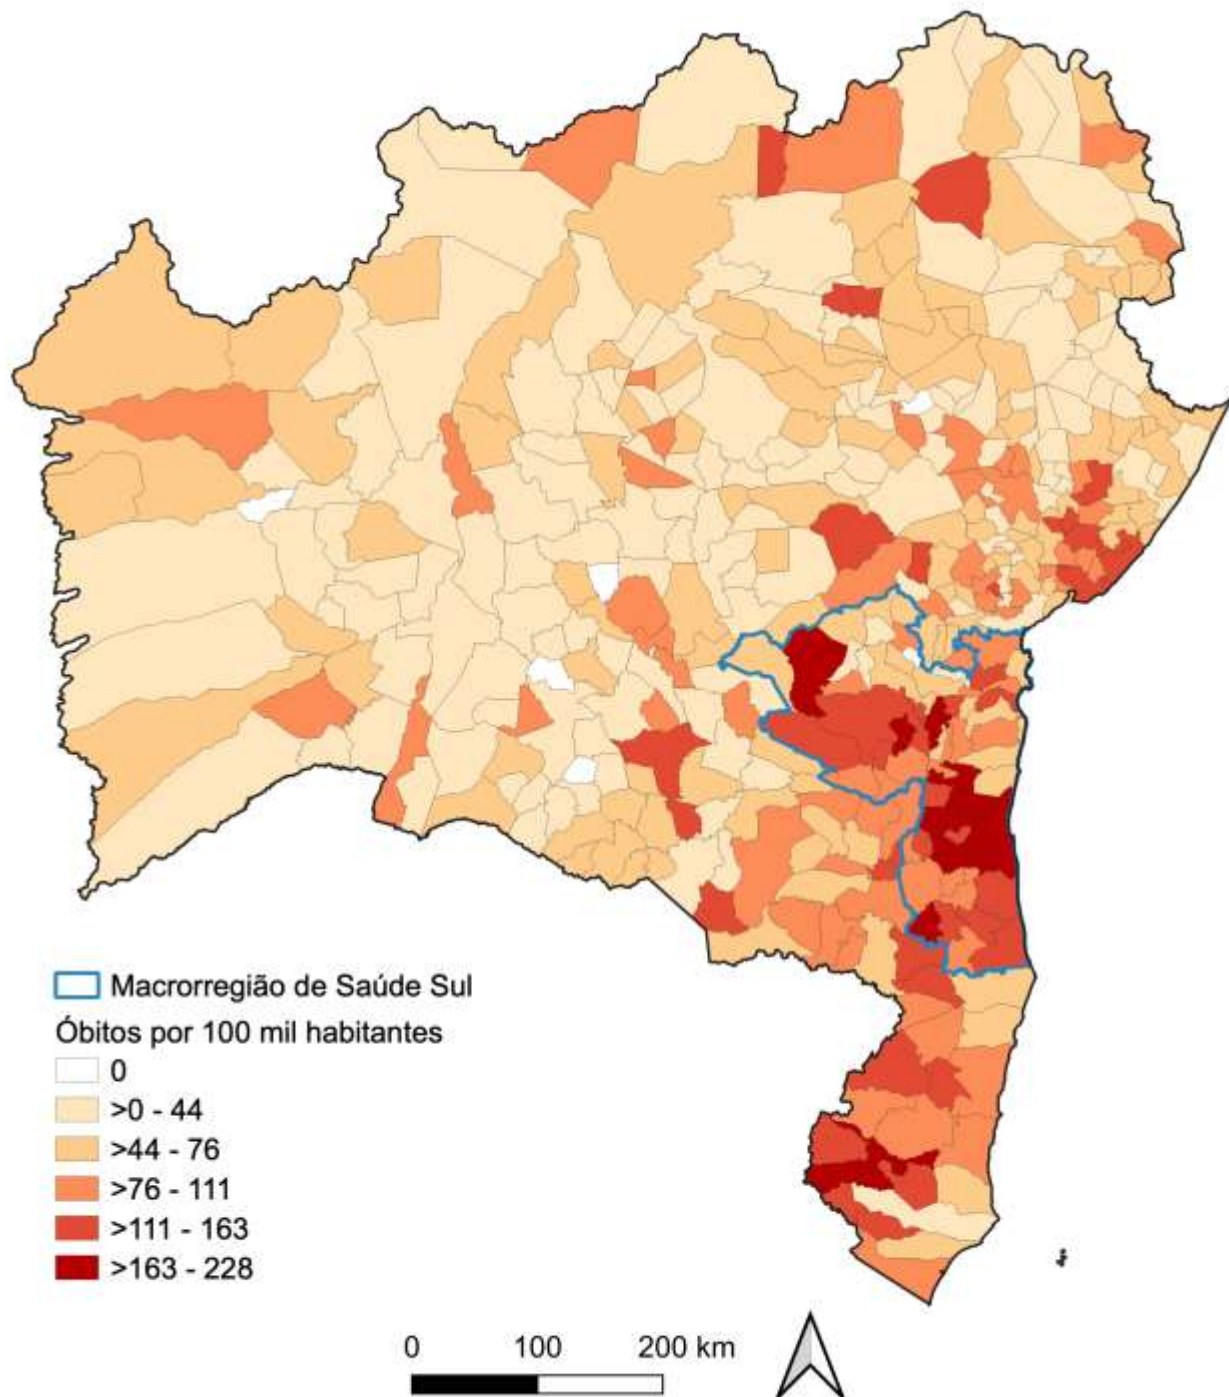 Macrorregião de Saúde Sul
Óbitos por 100 mil habitantes
0
>0 - 44
>44 - 76
>76 - 111
>111 - 163
>163 - 228
0 100 200 km